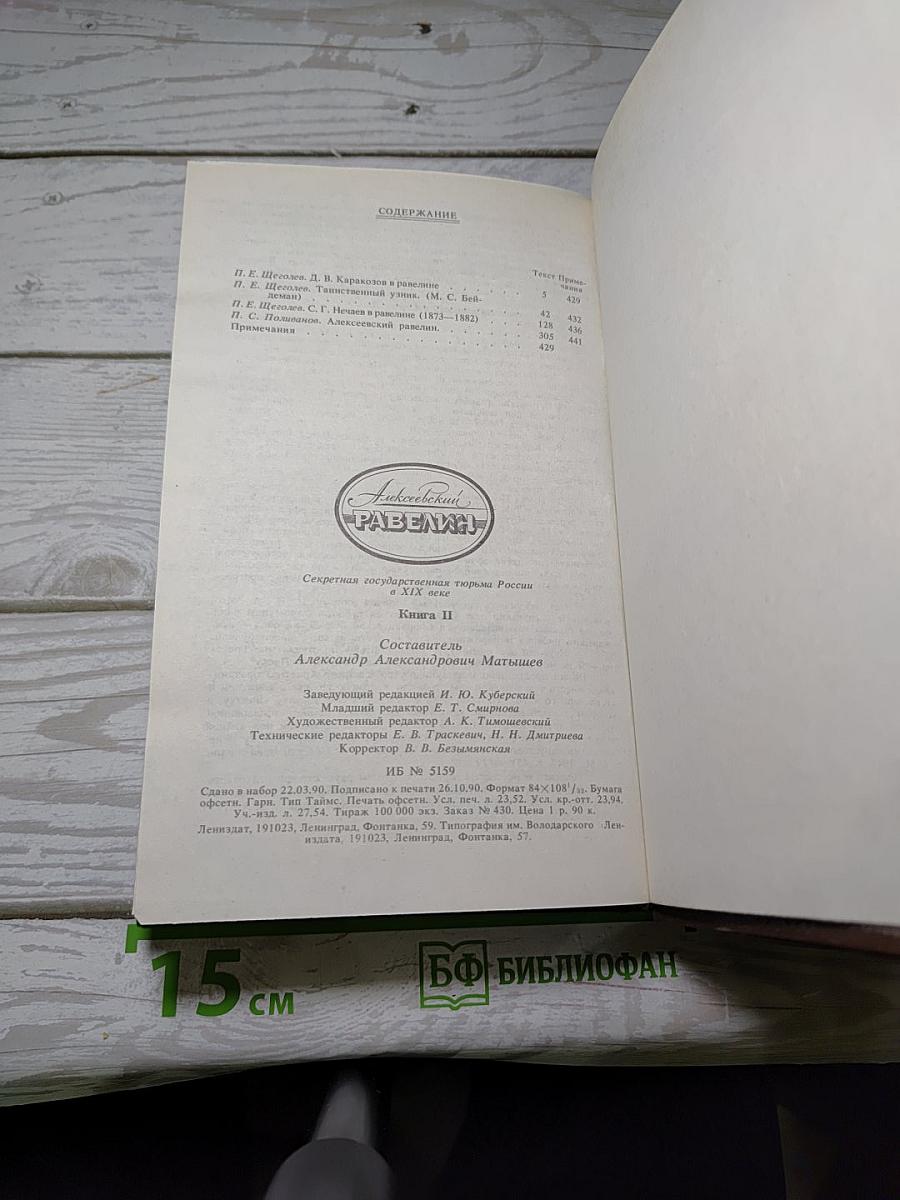 СОДЕРЖАНИЕ
Текст Приме-
чания
П. Е. Щеголев. Д. В. Каракозов в равелине . . . . . . 5 429
П. Е. Щеголев. Таинственный узник. (М. С. Бей-
деман) . . . . . . . . . . . . . . . . 42 432
П. Е. Щеголев. С. Г. Нечаев в равелине (1873—1882) . . . 128 436
П. С. Поливанов. Алексеевский равелин. . . . . . . 305 441
Примечания . . . . . . . . . . . . . . . . 429
Алексеевский
РАВЕЛИН
Секретная государственная тюрьма России
в XIX веке
Книга II
Составитель
Александр Александрович Матышев
Заведующий редакцией И. Ю. Куберский
Младший редактор Е. Т. Смирнова
Художественный редактор А. К. Тимошевский
Технические редакторы Е. В. Траскевич, Н. Н. Дмитриева
Корректор В. В. Безымянская
ИБ № 5159
Сдано в набор 22.03.90. Подписано к печати 26.10.90. Формат 84×108¹/₃₂. Бумага
офсетн. Гарн. Тип Таймс. Печать офсетн. Усл. печ. л. 23,52. Усл. кр.-отт. 23,94.
Уч.-изд. л. 27,54. Тираж 100 000 экз. Заказ № 430. Цена 1 р. 90 к.
Лениздат, 191023, Ленинград, Фонтанка, 59. Типография им. Володарского Лен-
издата, 191023, Ленинград, Фонтанка, 57.
15 см
БФ БИБЛИОФАН